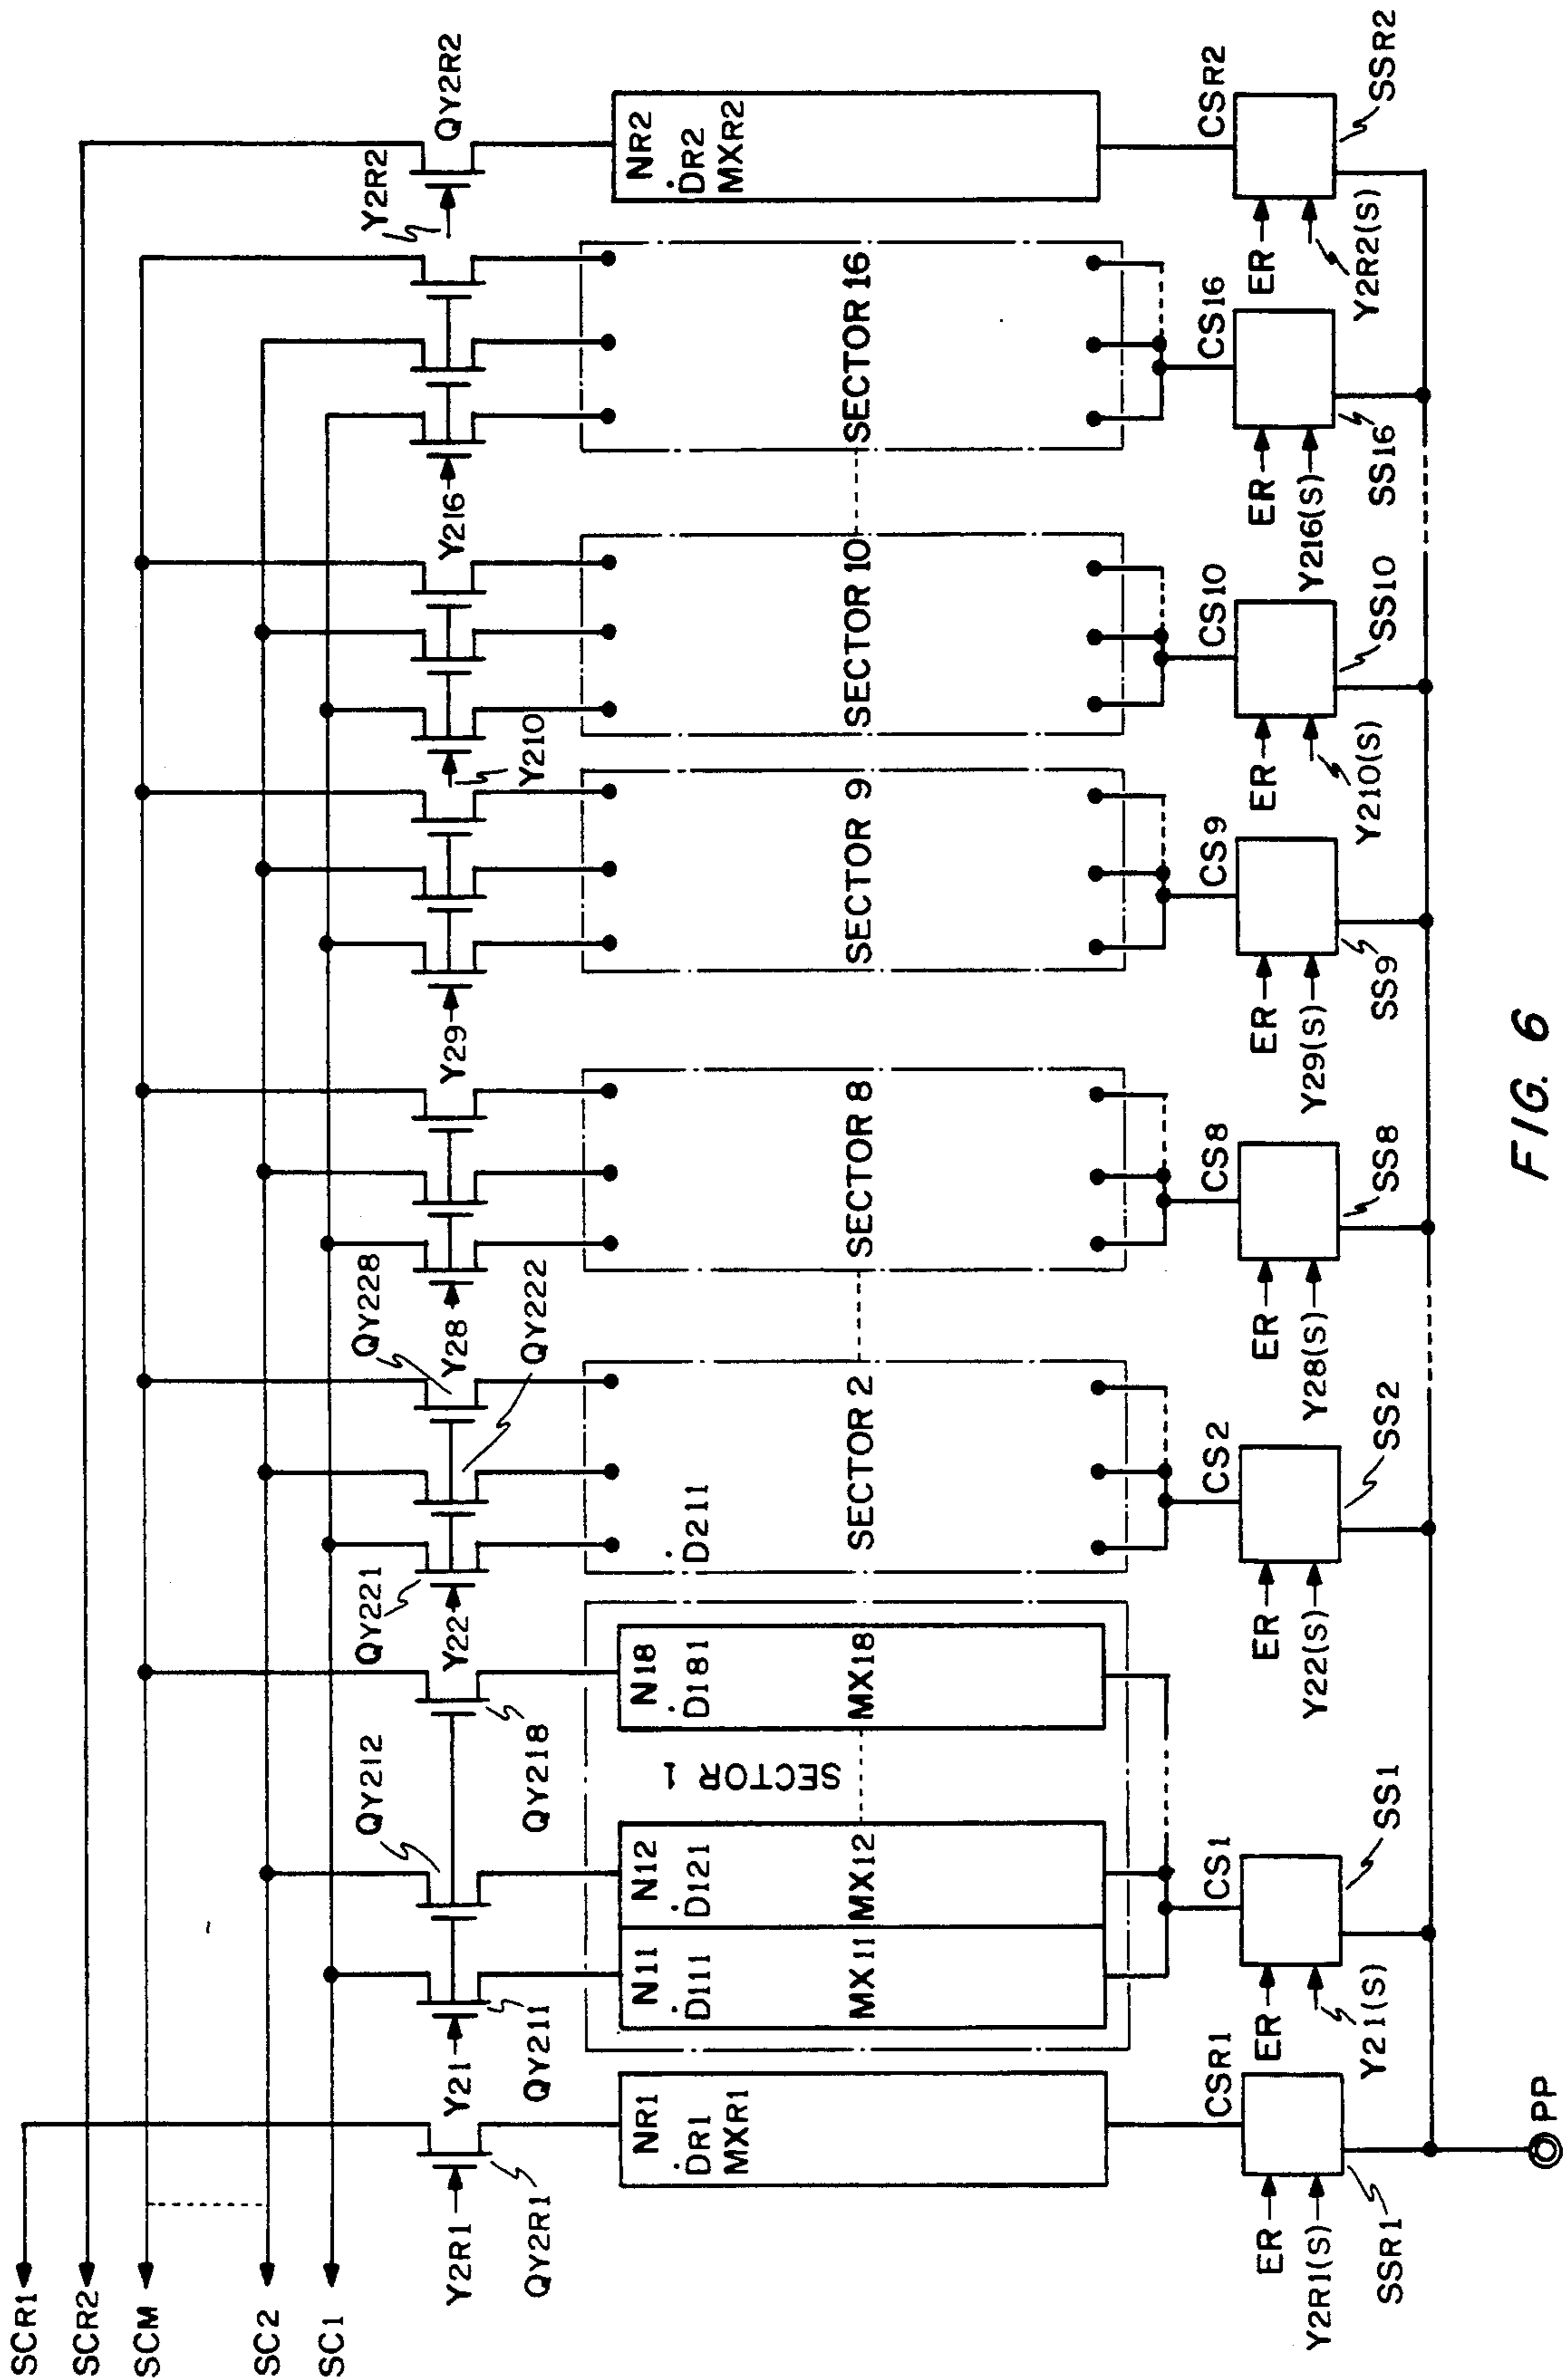 SCR1
SCR2
SCM
SC2
SC1
Y2R1
QY2R1
Y21
QY211
QY212
QY218
QY221
Y22
QY228
QY222
Y28
Y29
Y210
Y216
Y2R2
QY2R2
NR1
DR1
MXR1
N11
D111
MX11
N12
D121
MX12
SECTOR 1
N18
D181
MX18
D211
SECTOR 2
SECTOR 8
SECTOR 9
SECTOR 10
SECTOR 16
NR2
DR2
MXR2
CSR1
CS1
CS2
CS8
CS9
CS10
CS16
CSR2
ER
Y2R1(S)
SSR1
ER
Y21(S)
SS1
ER
Y22(S)
SS2
ER
Y28(S)
SS8
ER
Y29(S)
SS9
ER
Y210(S)
SS10
ER
Y216(S)
SS16
ER
Y2R2(S)
SSR2
PP
FIG. 6